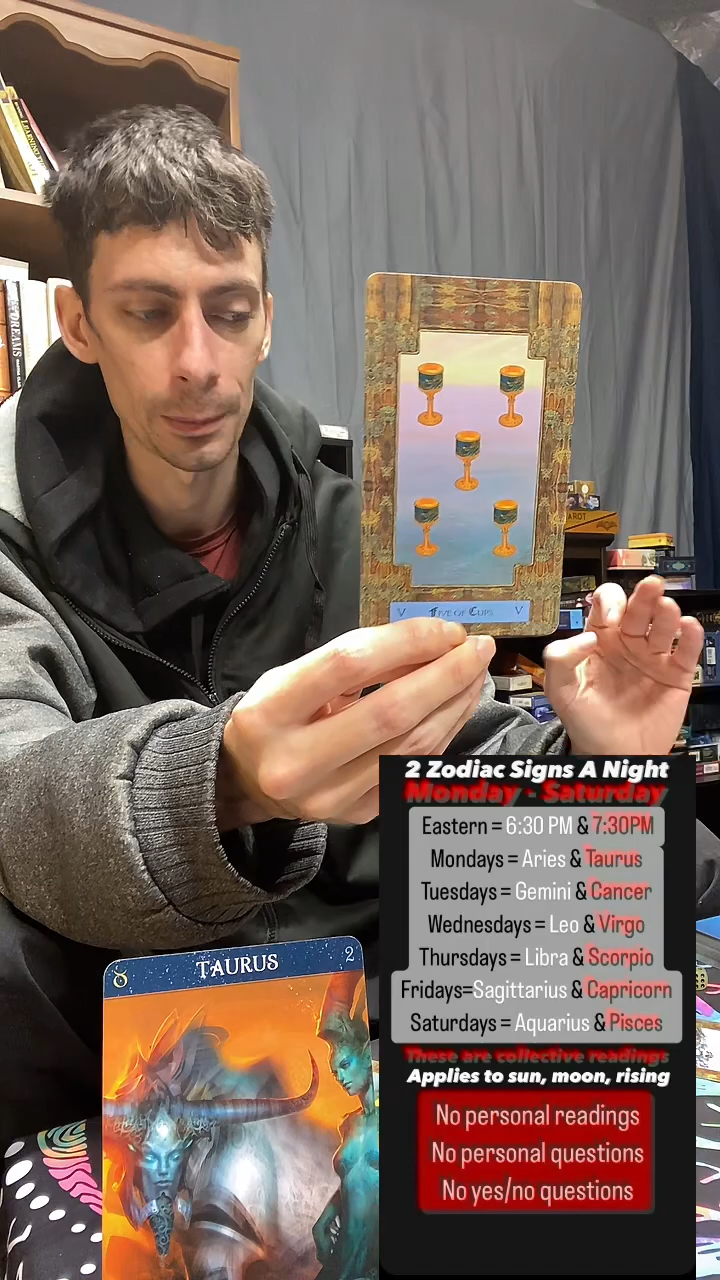 DREAMS
TAROT
V FIVE OF CUPS V
2 Zodiac Signs A Night
Monday - Saturday
Eastern = 6:30 PM & 7:30PM
Mondays = Aries & Taurus
Tuesdays = Gemini & Cancer
Wednesdays = Leo & Virgo
Thursdays = Libra & Scorpio
Fridays=Sagittarius & Capricorn
Saturdays = Aquarius & Pisces
These are collective readings
Applies to sun, moon, rising
No personal readings
No personal questions
No yes/no questions
♉ TAURUS 2